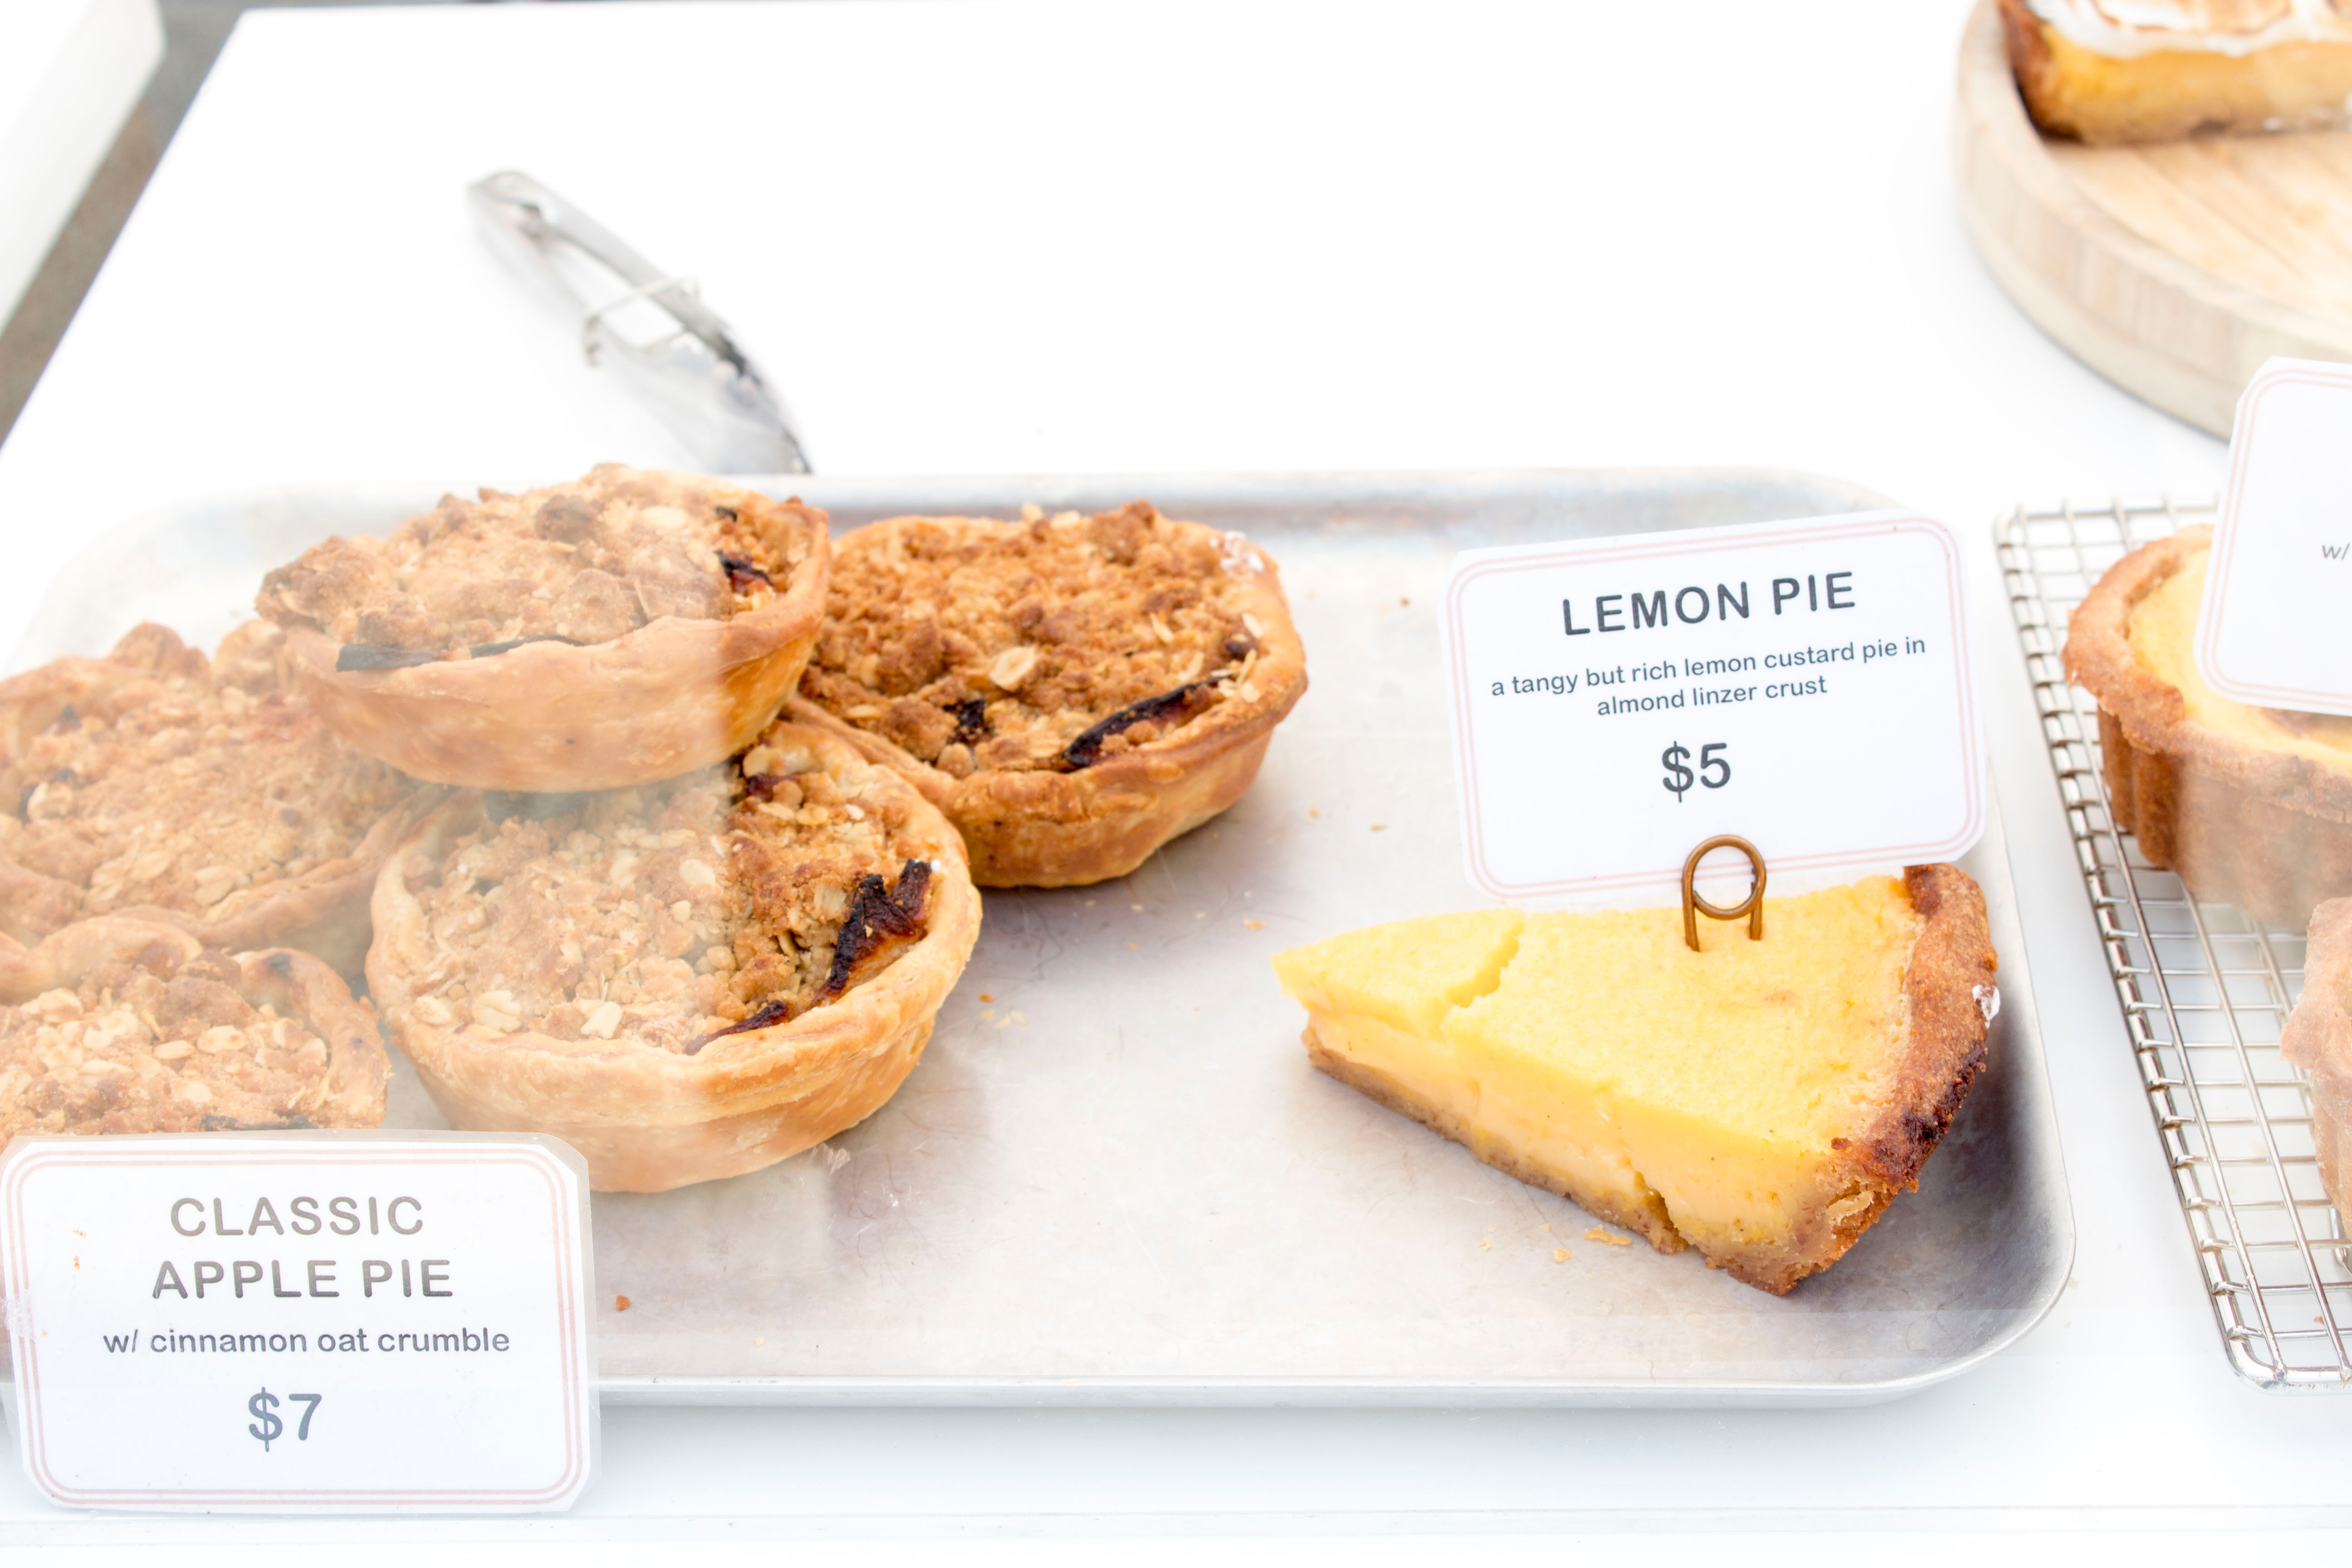 LEMON PIE
a tangy but rich lemon custard pie in
almond linzer crust
$5
w/
CLASSIC
APPLE PIE
w/ cinnamon oat crumble
$7